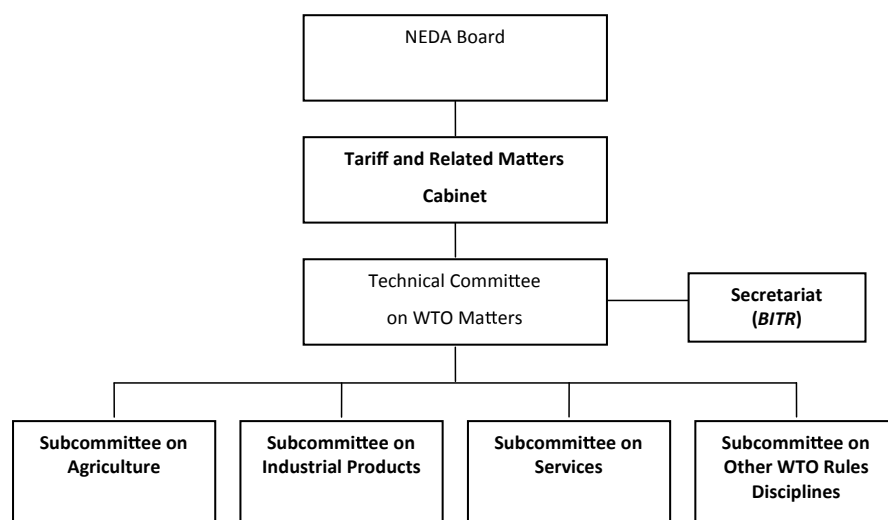 NEDA Board
Tariff and Related Matters
Cabinet
Technical Committee
on WTO Matters
Secretariat
(BITR)
Subcommittee on
Agriculture
Subcommittee on
Industrial Products
Subcommittee on
Services
Subcommittee on
Other WTO Rules
Disciplines